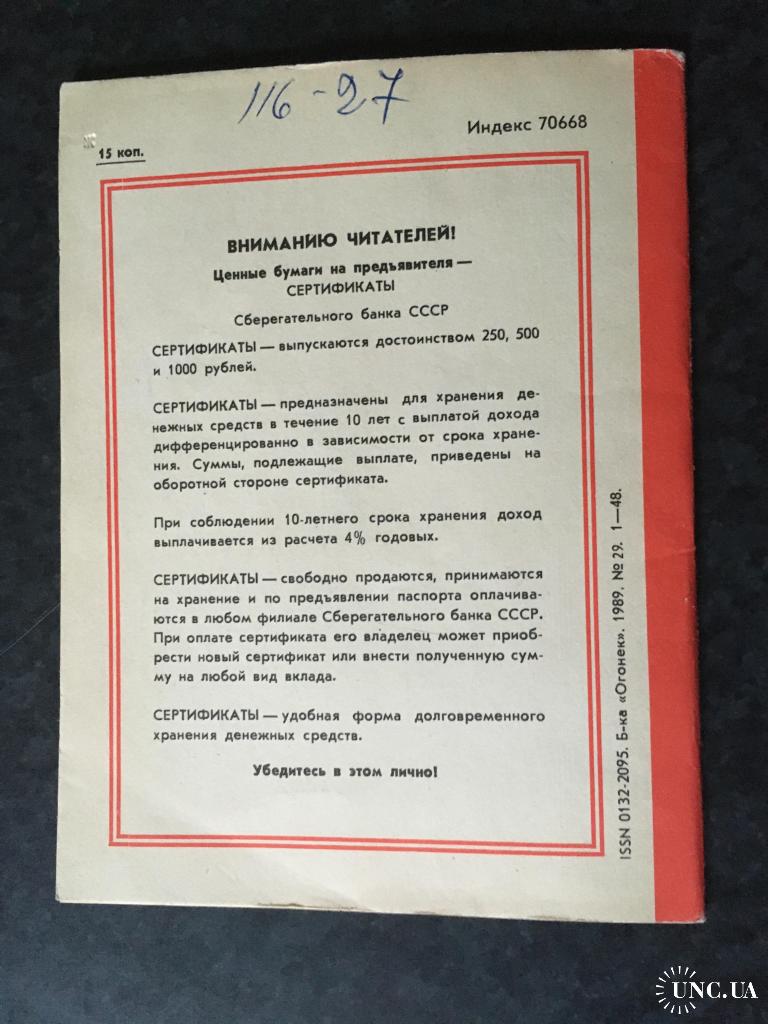 116-27
Индекс 70668
15 коп.
ВНИМАНИЮ ЧИТАТЕЛЕЙ!
Ценные бумаги на предъявителя —
СЕРТИФИКАТЫ
Сберегательного банка СССР
СЕРТИФИКАТЫ — выпускаются достоинством 250, 500
и 1000 рублей.
СЕРТИФИКАТЫ — предназначены для хранения де-
нежных средств в течение 10 лет с выплатой дохода
дифференцированно в зависимости от срока хране-
ния. Суммы, подлежащие выплате, приведены на
оборотной стороне сертификата.
При соблюдении 10-летнего срока хранения доход
выплачивается из расчета 4% годовых.
СЕРТИФИКАТЫ — свободно продаются, принимаются
на хранение и по предъявлении паспорта оплачива-
ются в любом филиале Сберегательного банка СССР.
При оплате сертификата его владелец может приоб-
рести новый сертификат или внести полученную сум-
му на любой вид вклада.
СЕРТИФИКАТЫ — удобная форма долговременного
хранения денежных средств.
Убедитесь в этом лично!
ISSN 0132-2095. Б-ка «Огонек». 1989. № 29. 1—48.
UNC.UA